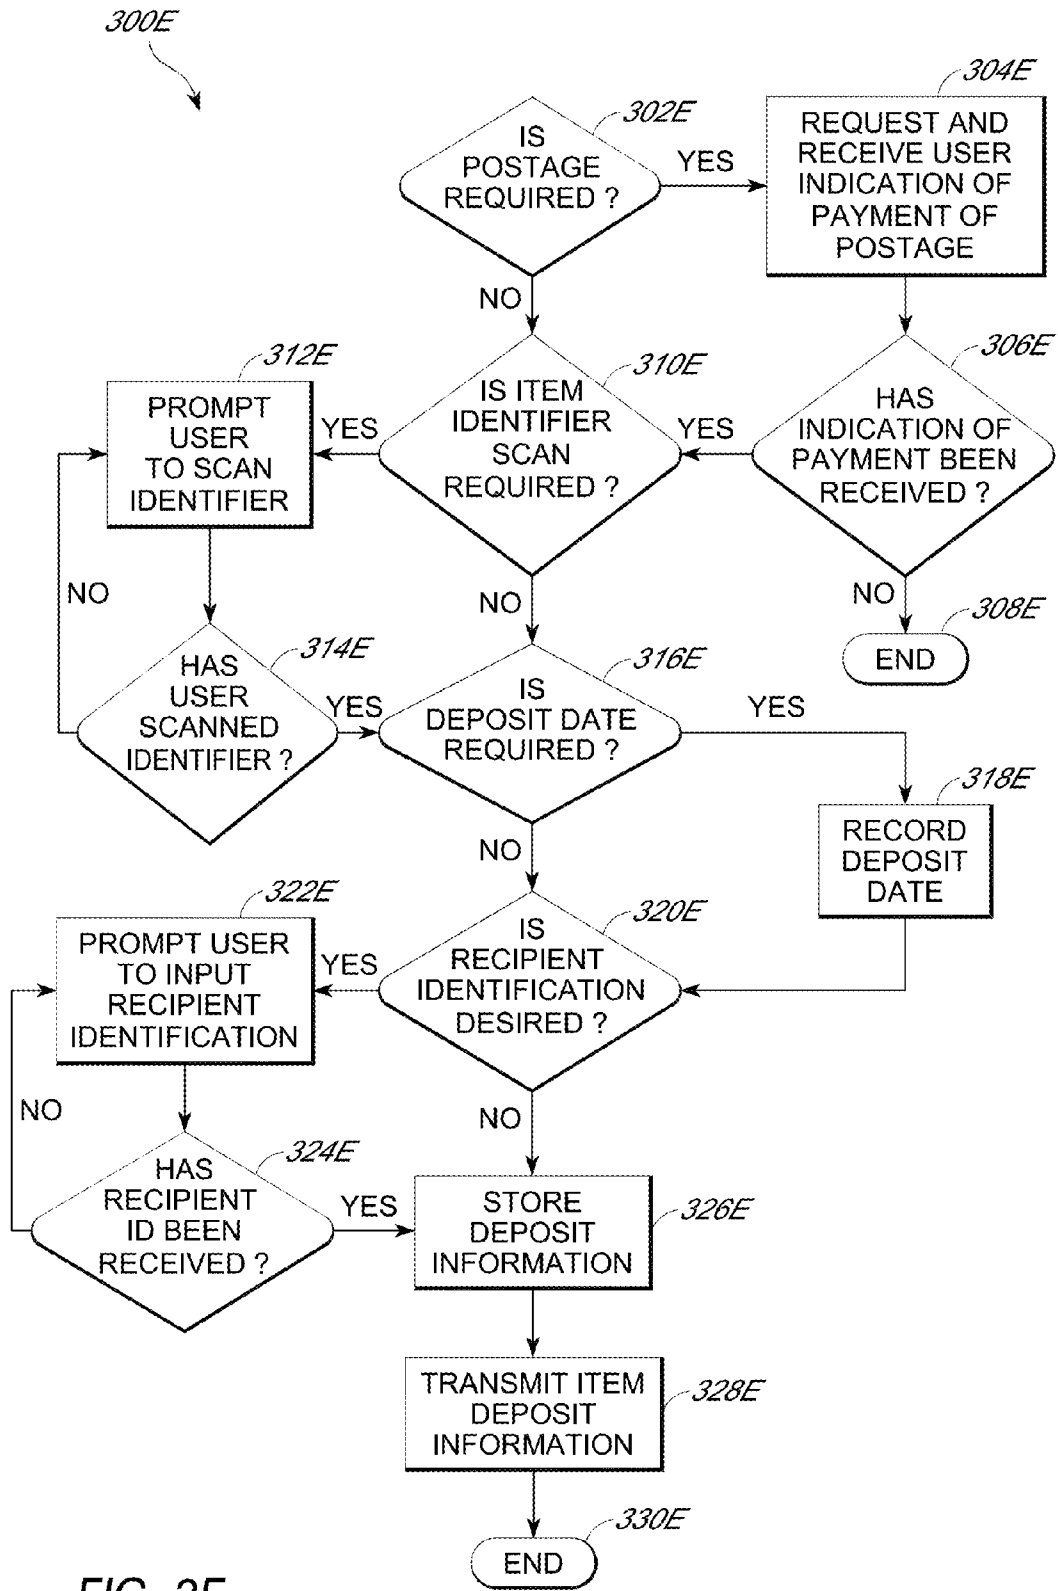 300E
302E
IS
POSTAGE
REQUIRED ?
YES
304E
REQUEST AND
RECEIVE USER
INDICATION OF
PAYMENT OF
POSTAGE
NO
306E
HAS
INDICATION OF
PAYMENT BEEN
RECEIVED ?
YES
NO
308E
END
310E
IS ITEM
IDENTIFIER
SCAN
REQUIRED ?
YES
NO
312E
PROMPT
USER
TO SCAN
IDENTIFIER
314E
HAS
USER
SCANNED
IDENTIFIER ?
NO
YES
316E
IS
DEPOSIT DATE
REQUIRED ?
YES
NO
318E
RECORD
DEPOSIT
DATE
320E
IS
RECIPIENT
IDENTIFICATION
DESIRED ?
YES
NO
322E
PROMPT USER
TO INPUT
RECIPIENT
IDENTIFICATION
324E
HAS
RECIPIENT
ID BEEN
RECEIVED ?
NO
YES
326E
STORE
DEPOSIT
INFORMATION
328E
TRANSMIT ITEM
DEPOSIT
INFORMATION
330E
END
FIG.